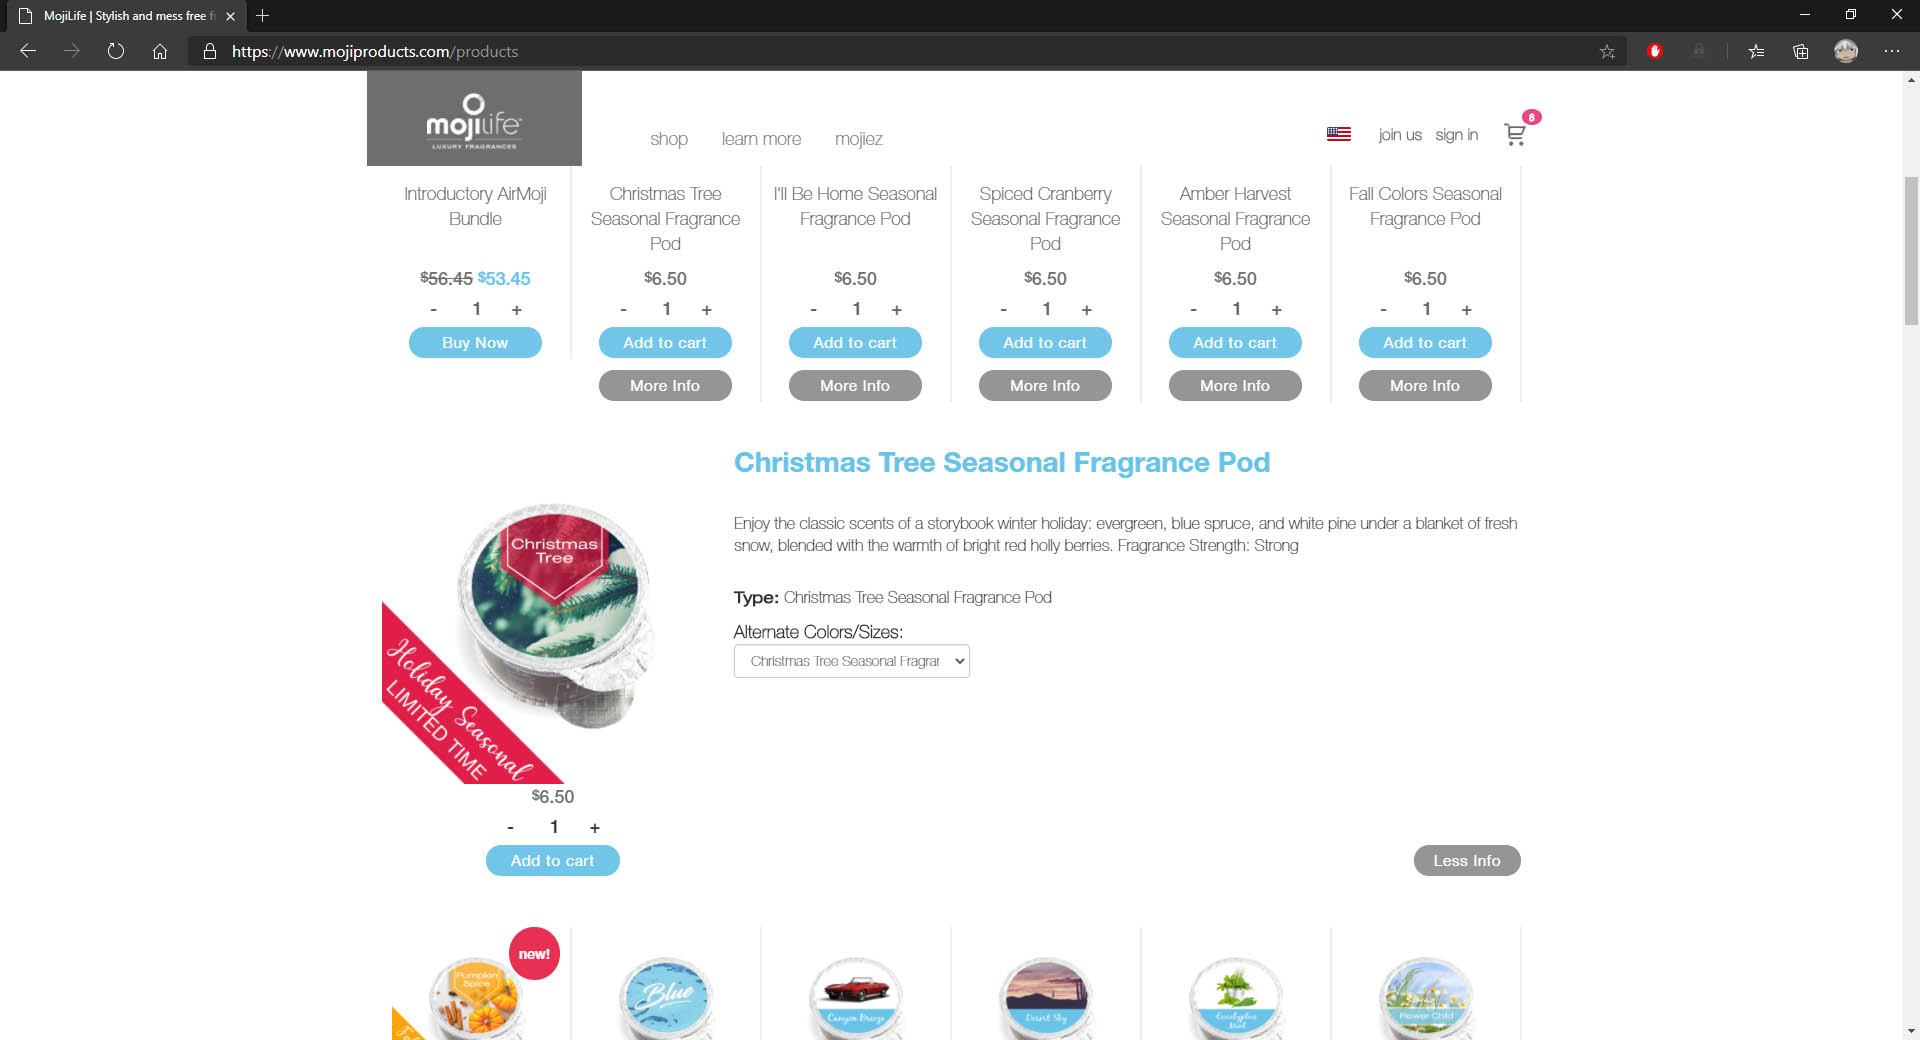 MojiLife | Stylish and mess free f
https://www.mojiproducts.com/products
mojilife
LUXURY FRAGRANCES
shop learn more mojiez
join us sign in 8
Introductory AirMoji Bundle
$56.45 $53.45
- 1 +
Buy Now
Christmas Tree Seasonal Fragrance Pod
$6.50
- 1 +
Add to cart
More Info
I'll Be Home Seasonal Fragrance Pod
$6.50
- 1 +
Add to cart
More Info
Spiced Cranberry Seasonal Fragrance Pod
$6.50
- 1 +
Add to cart
More Info
Amber Harvest Seasonal Fragrance Pod
$6.50
- 1 +
Add to cart
More Info
Fall Colors Seasonal Fragrance Pod
$6.50
- 1 +
Add to cart
More Info
Christmas Tree Seasonal Fragrance Pod
Christmas
Tree
Holiday Seasonal
LIMITED TIME
Enjoy the classic scents of a storybook winter holiday: evergreen, blue spruce, and white pine under a blanket of fresh
snow, blended with the warmth of bright red holly berries. Fragrance Strength: Strong
Type: Christmas Tree Seasonal Fragrance Pod
Alternate Colors/Sizes:
Christmas Tree Seasonal Fragrar
$6.50
- 1 +
Add to cart
Less Info
new!
Pumpkin
Spice
Blue
Canyon Breeze
Desert Sky
Eucalyptus
Mint
Flower Child